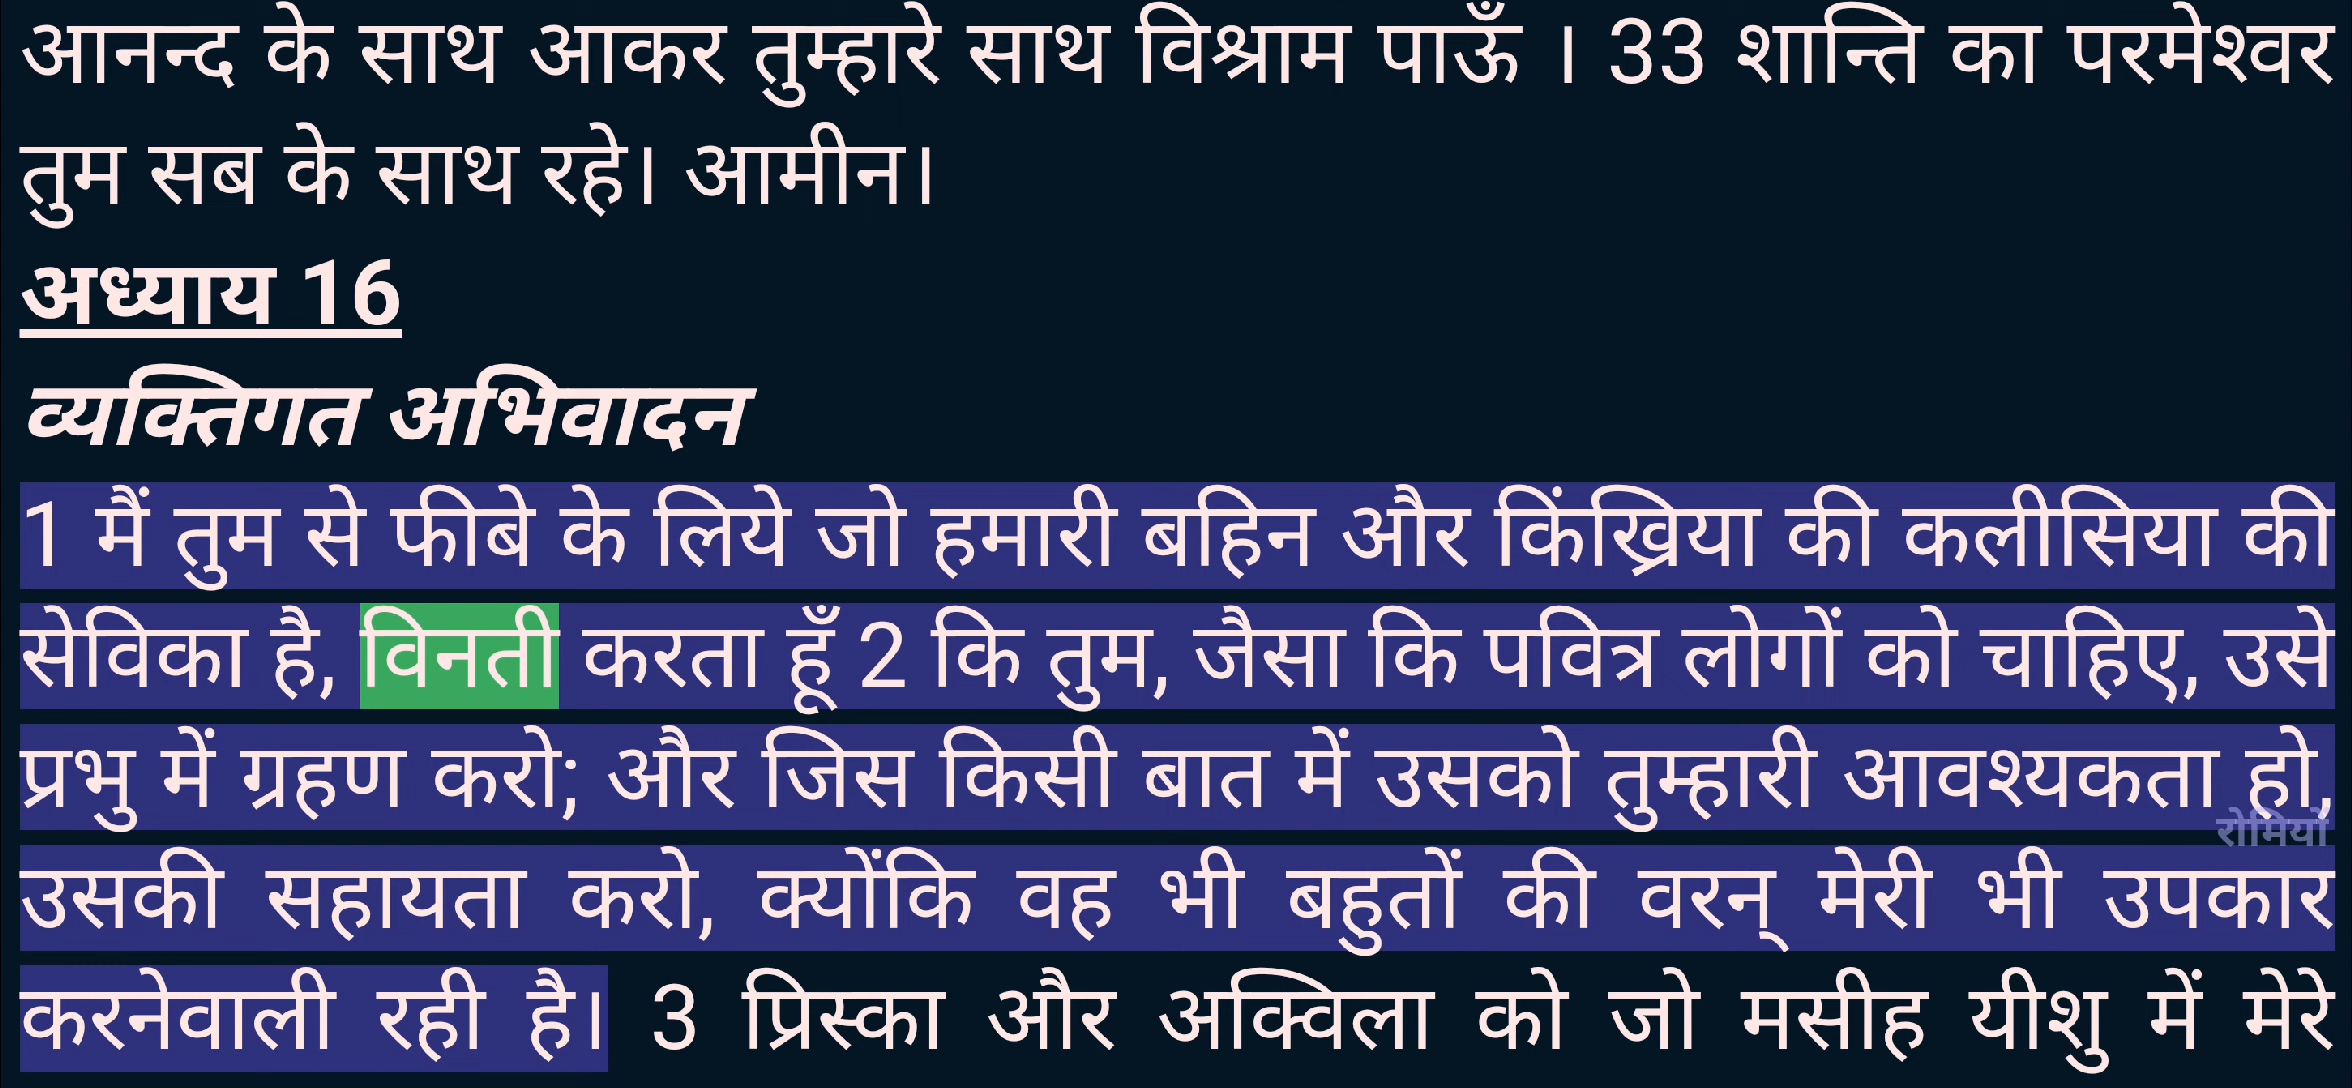 आनन्द के साथ आकर तुम्हारे साथ विश्राम पाऊँ । 33 शान्ति का परमेश्वर
तुम सब के साथ रहे। आमीन।
अध्याय 16
व्यक्तिगत अभिवादन
1 मैं तुम से फीबे के लिये जो हमारी बहिन और किंख्रिया की कलीसिया की
सेविका है, विनती करता हूँ 2 कि तुम, जैसा कि पवित्र लोगों को चाहिए, उसे
प्रभु में ग्रहण करो; और जिस किसी बात में उसको तुम्हारी आवश्यकता हो,
रोमियों
उसकी सहायता करो, क्योंकि वह भी बहुतों की वरन् मेरी भी उपकार
करनेवाली रही है। 3 प्रिस्का और अक्विला को जो मसीह यीशु में मेरे